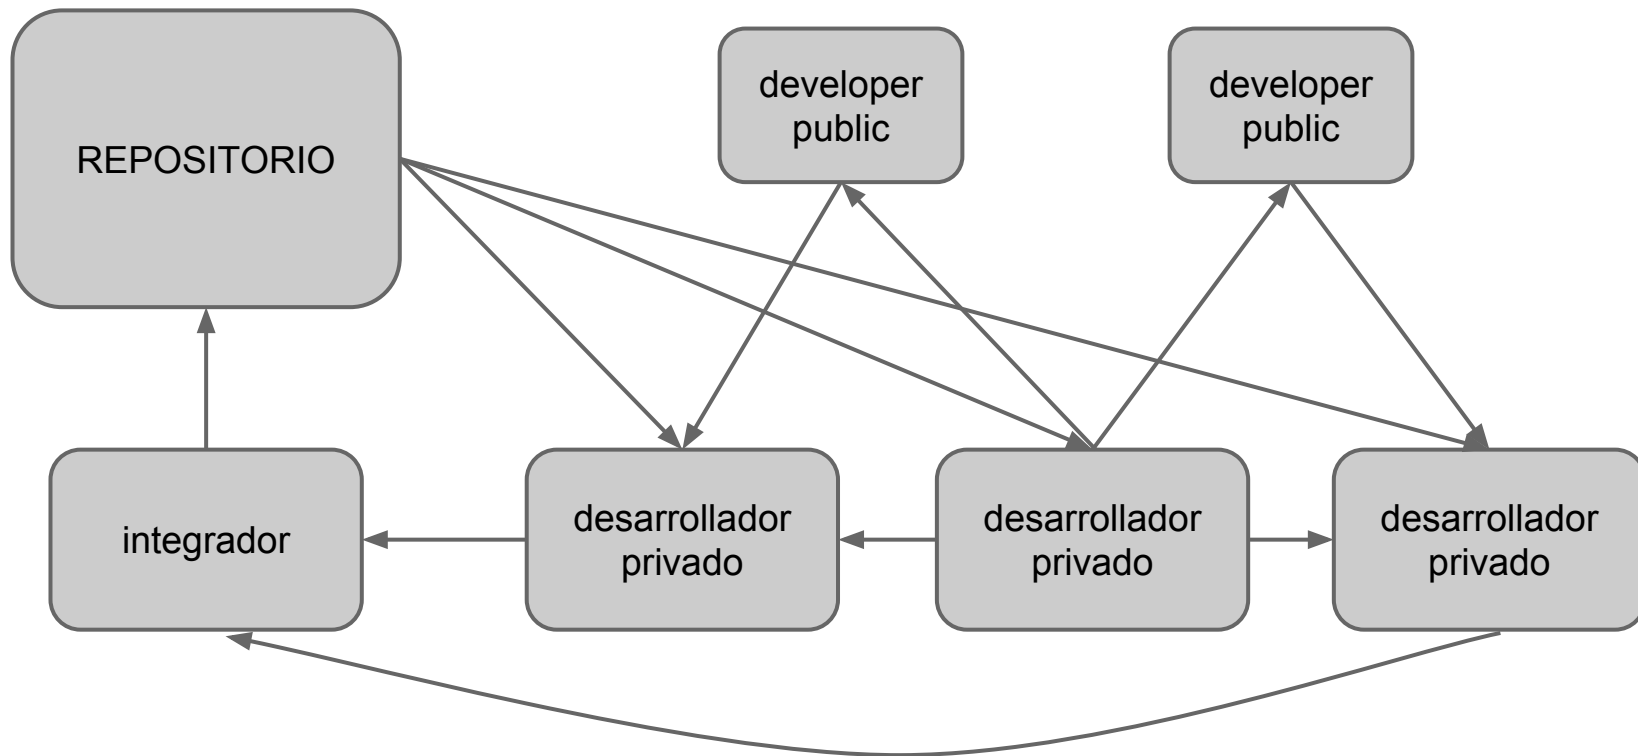 REPOSITORIO
developer
public
developer
public
integrador
desarrollador
privado
desarrollador
privado
desarrollador
privado